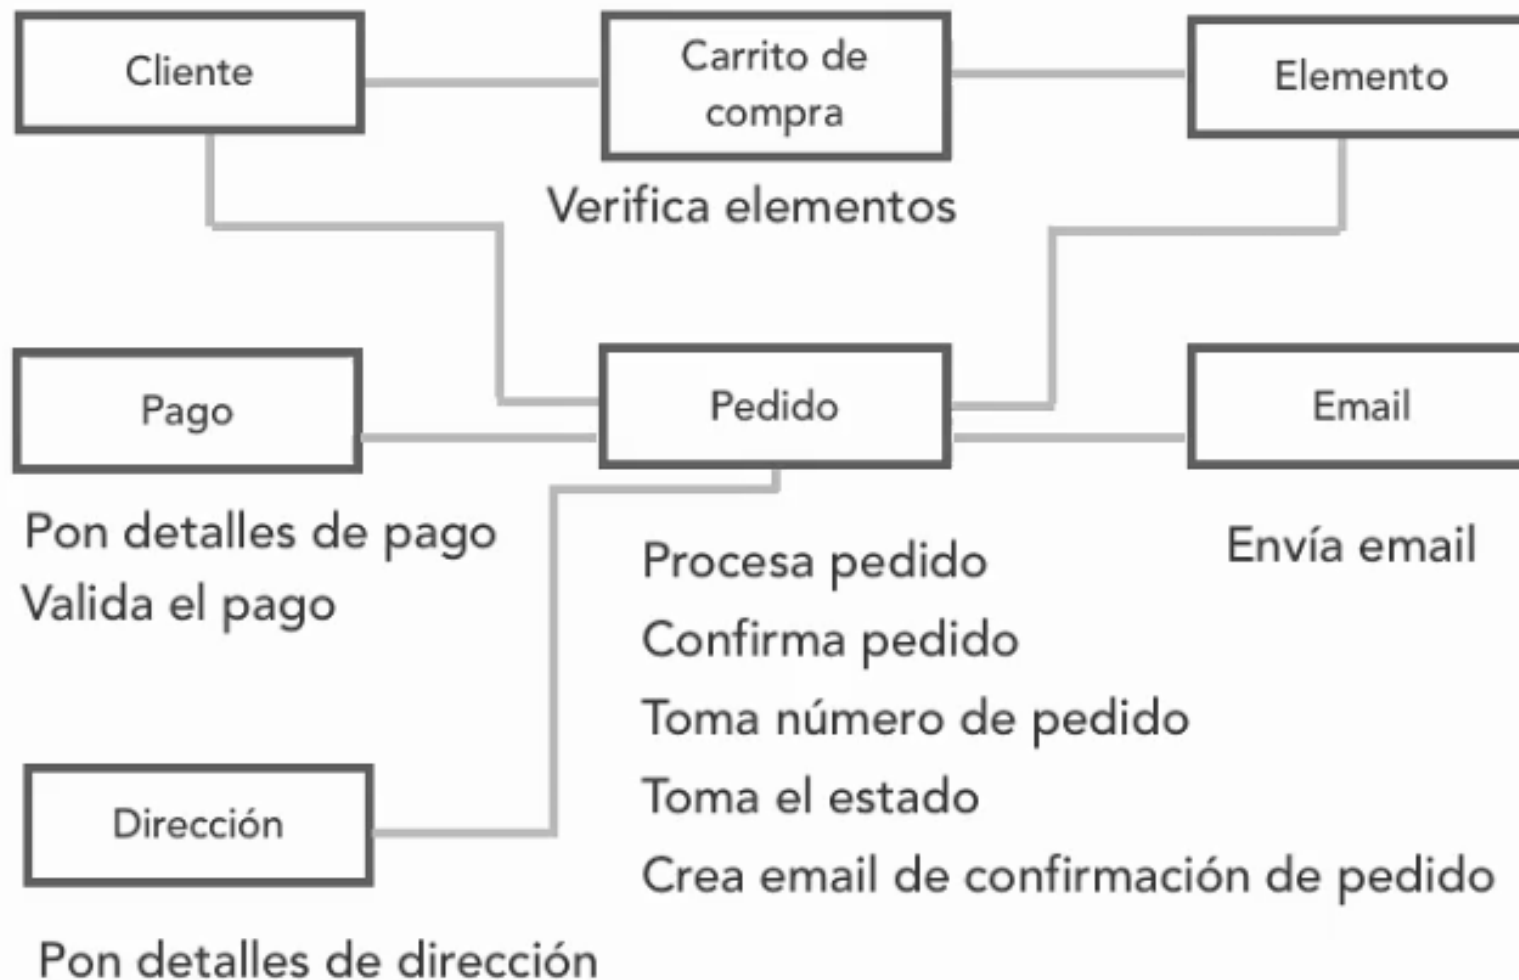 Cliente
Carrito de
compra
Elemento
Verifica elementos
Pago
Pedido
Email
Pon detalles de pago
Valida el pago
Procesa pedido
Confirma pedido
Toma número de pedido
Toma el estado
Crea email de confirmación de pedido
Envía email
Dirección
Pon detalles de dirección